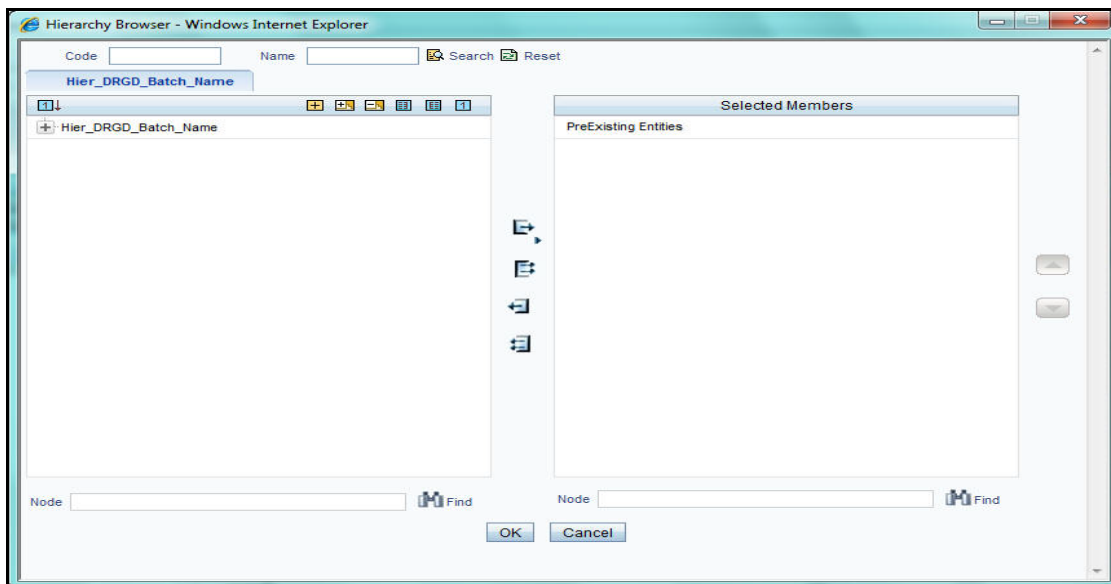 Hierarchy Browser - Windows Internet Explorer
Code Name Search Reset
Hier_DRGD_Batch_Name
Selected Members
Hier_DRGD_Batch_Name
PreExisting Entities
Node Find
Node Find
OK Cancel